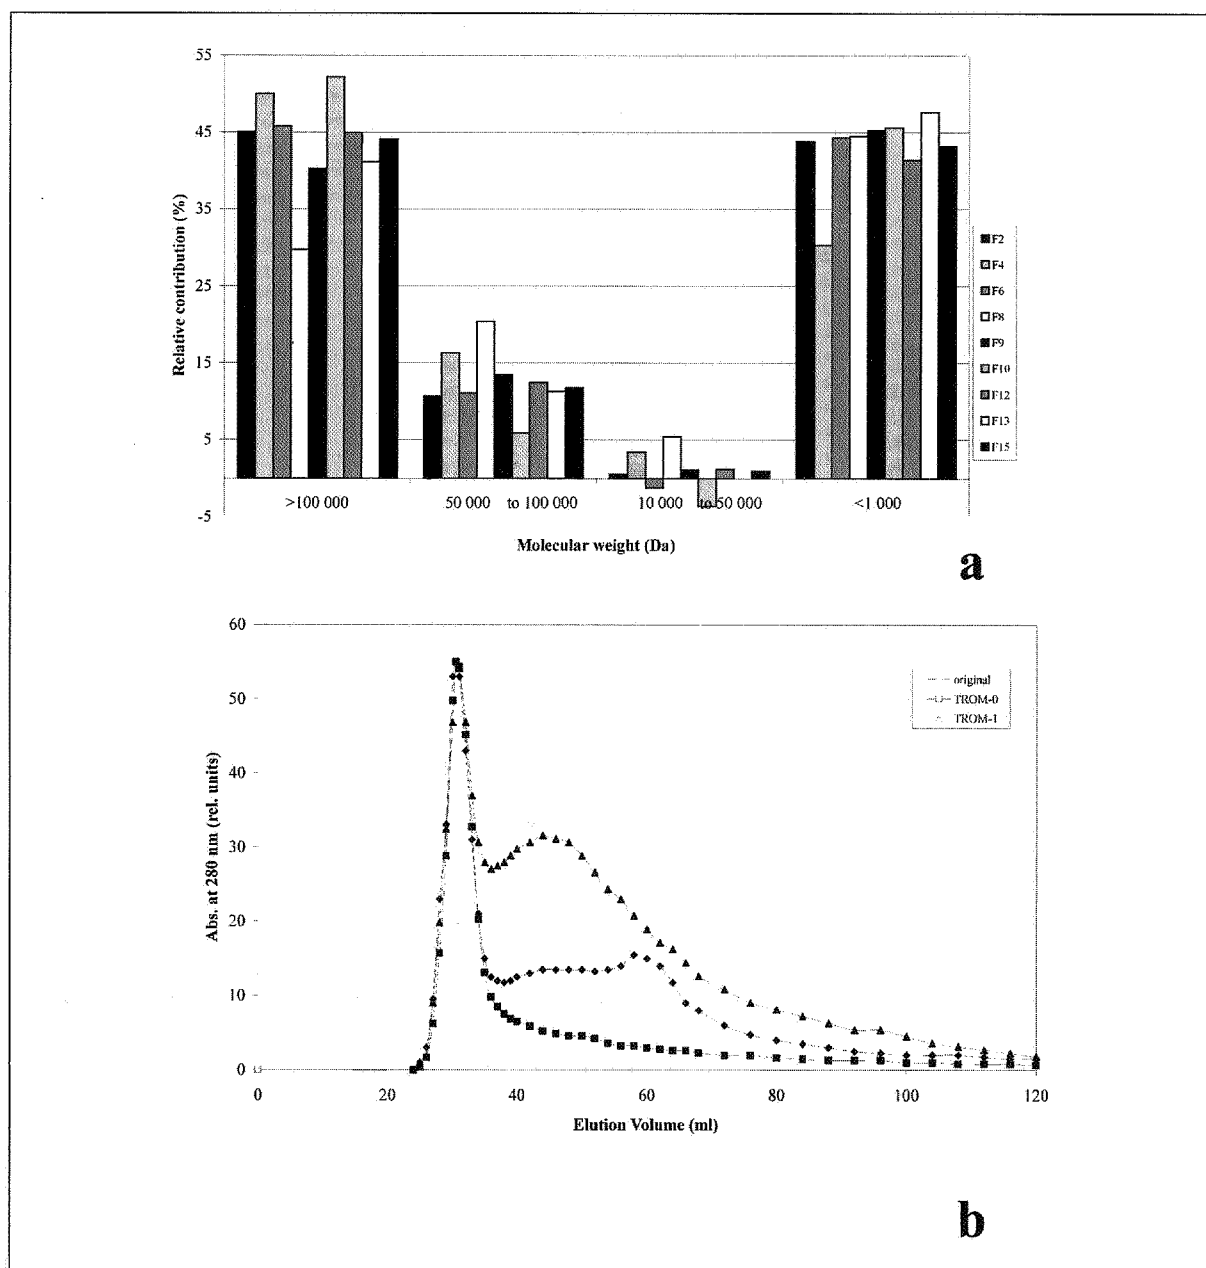 55
45
35
25
15
5
-5
Relative contribution (%)
>100 000
50 000 to 100 000
10 000 to 50 000
<1 000
Molecular weight (Da)
F2
F4
F6
F8
F9
F10
F12
F13
F15
a
60
50
40
30
20
10
0
Abs. at 280 nm (rel. units)
original
TROM-0
TROM-1
0 20 40 60 80 100 120
Elution Volume (ml)
b